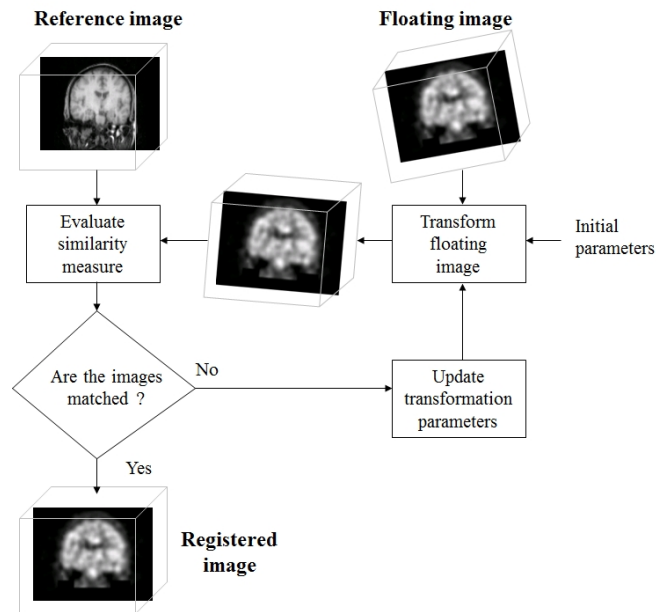 Reference image
Floating image
Evaluate
similarity
measure
Transform
floating
image
Initial
parameters
Are the images
matched ?
No
Update
transformation
parameters
Yes
Registered
image